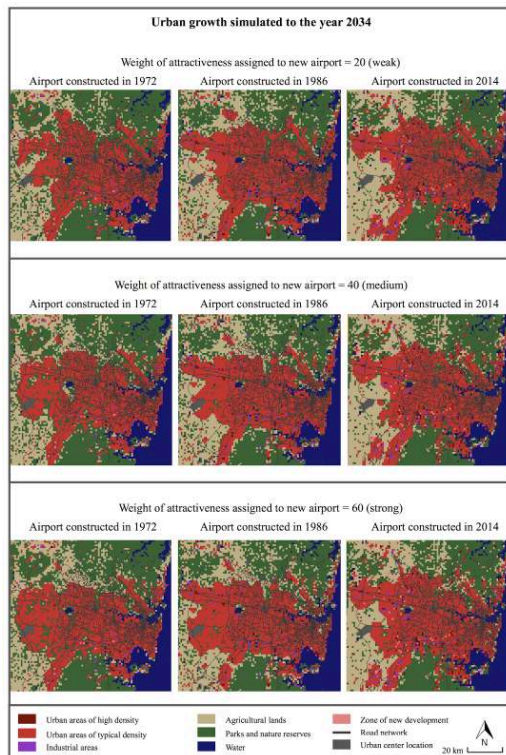 Urban growth simulated to the year 2034
Weight of attractiveness assigned to new airport = 20 (weak)
Airport constructed in 1972 Airport constructed in 1986 Airport constructed in 2014
Weight of attractiveness assigned to new airport = 40 (medium)
Airport constructed in 1972 Airport constructed in 1986 Airport constructed in 2014
Weight of attractiveness assigned to new airport = 60 (strong)
Airport constructed in 1972 Airport constructed in 1986 Airport constructed in 2014
Urban areas of high density Agricultural lands Zone of new development
Urban areas of typical density Parks and nature reserves Road network
Industrial areas Water Urban center location
N
20 km